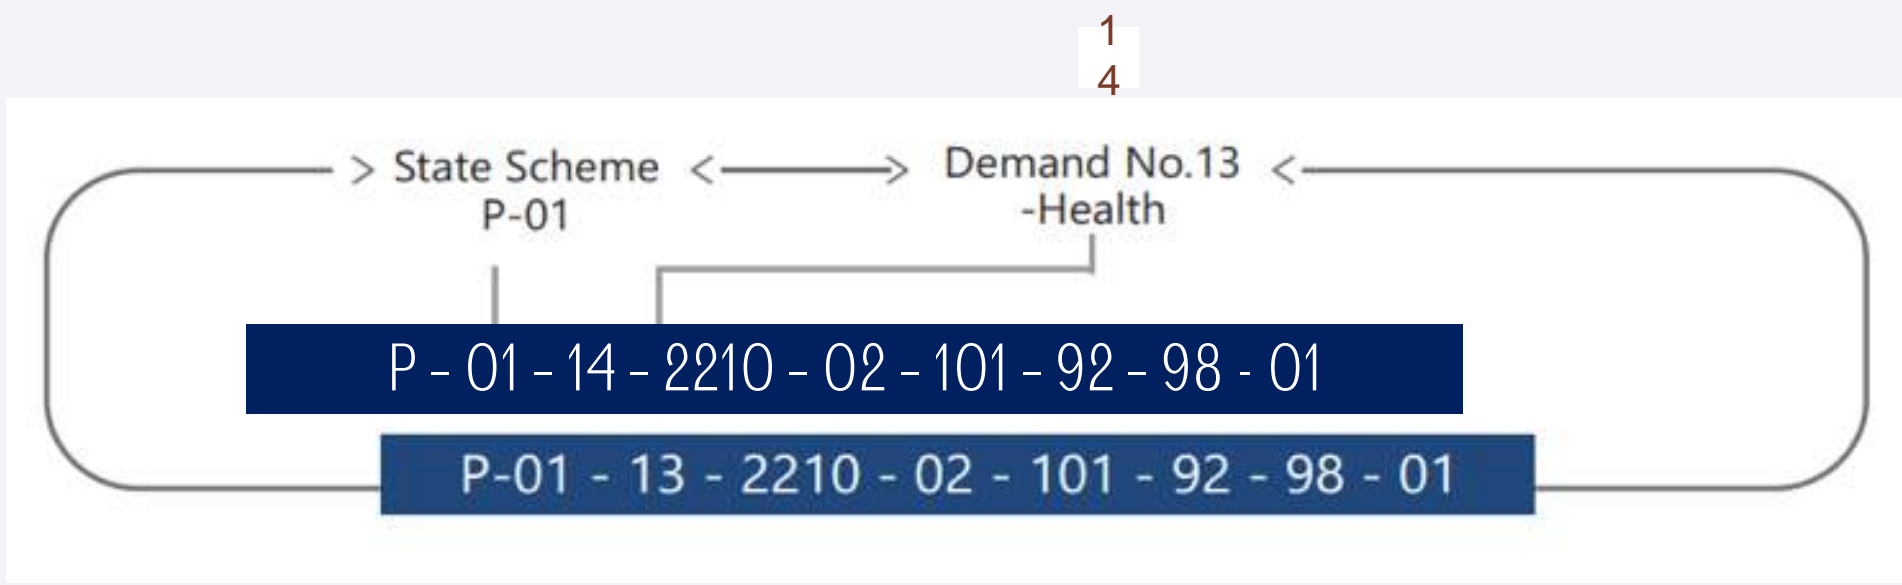 1
4
State Scheme
P-01
Demand No.13
-Health
P – 01 – 14 – 2210 – 02 – 101 – 92 – 98 - 01
P-01 - 13 - 2210 - 02 - 101 - 92 - 98 - 01